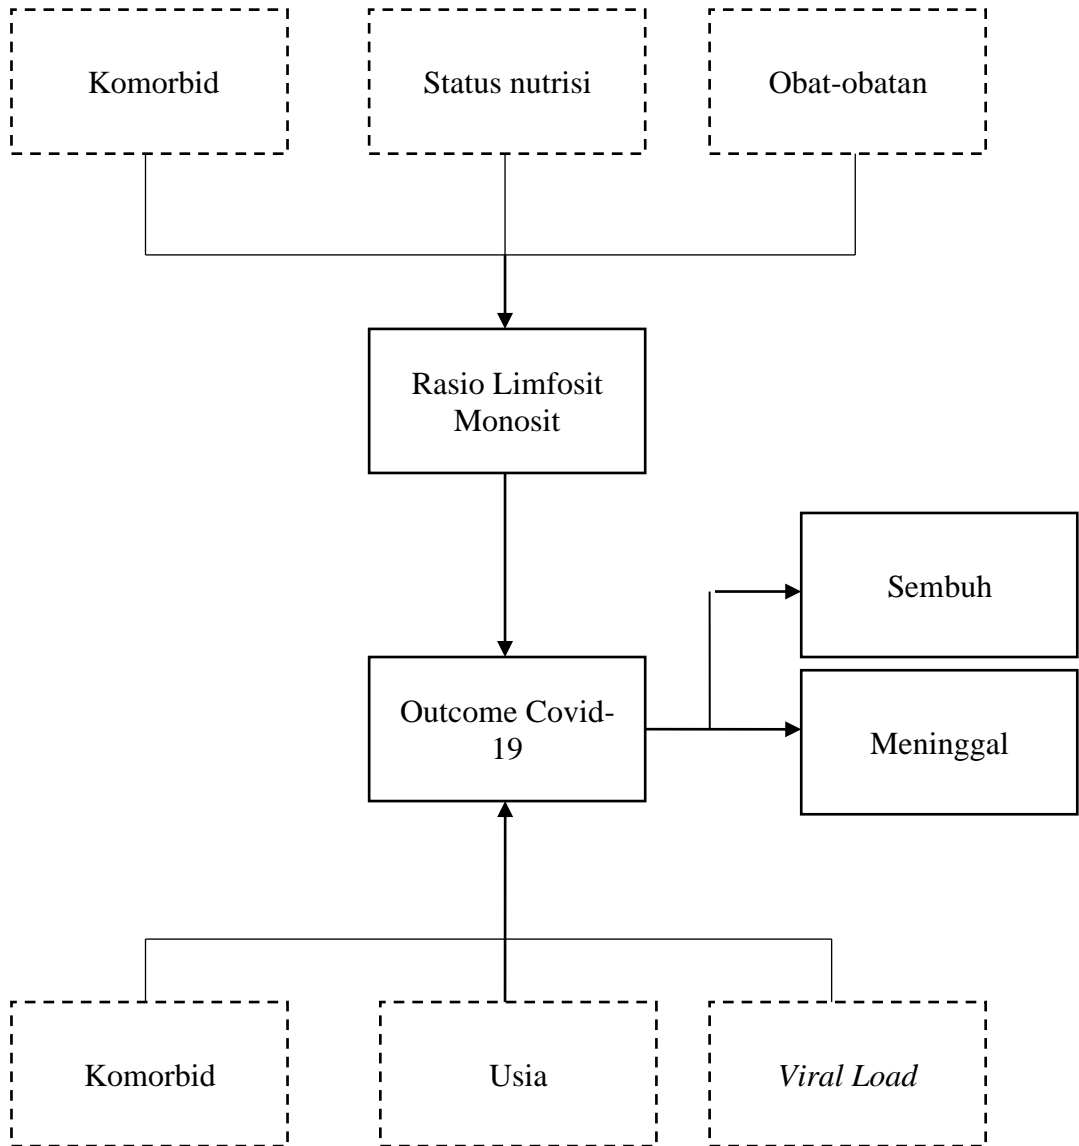 Komorbid
Status nutrisi
Obat-obatan
Rasio Limfosit
Monosit
Sembuh
Outcome Covid-
19
Meninggal
Komorbid
Usia
Viral Load